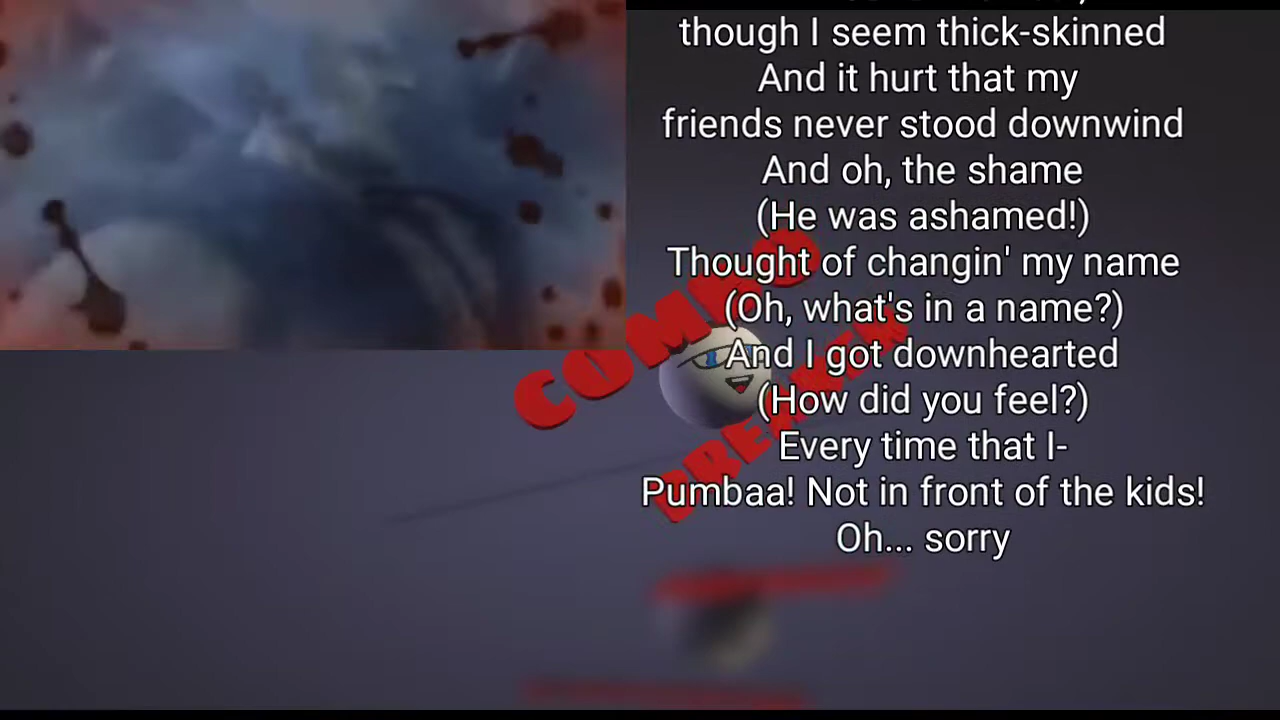 though I seem thick-skinned
And it hurt that my
friends never stood downwind
And oh, the shame
(He was ashamed!)
Thought of changin' my name
(Oh, what's in a name?)
And I got downhearted
(How did you feel?)
Every time that I-
Pumbaa! Not in front of the kids!
Oh... sorry
COMBO